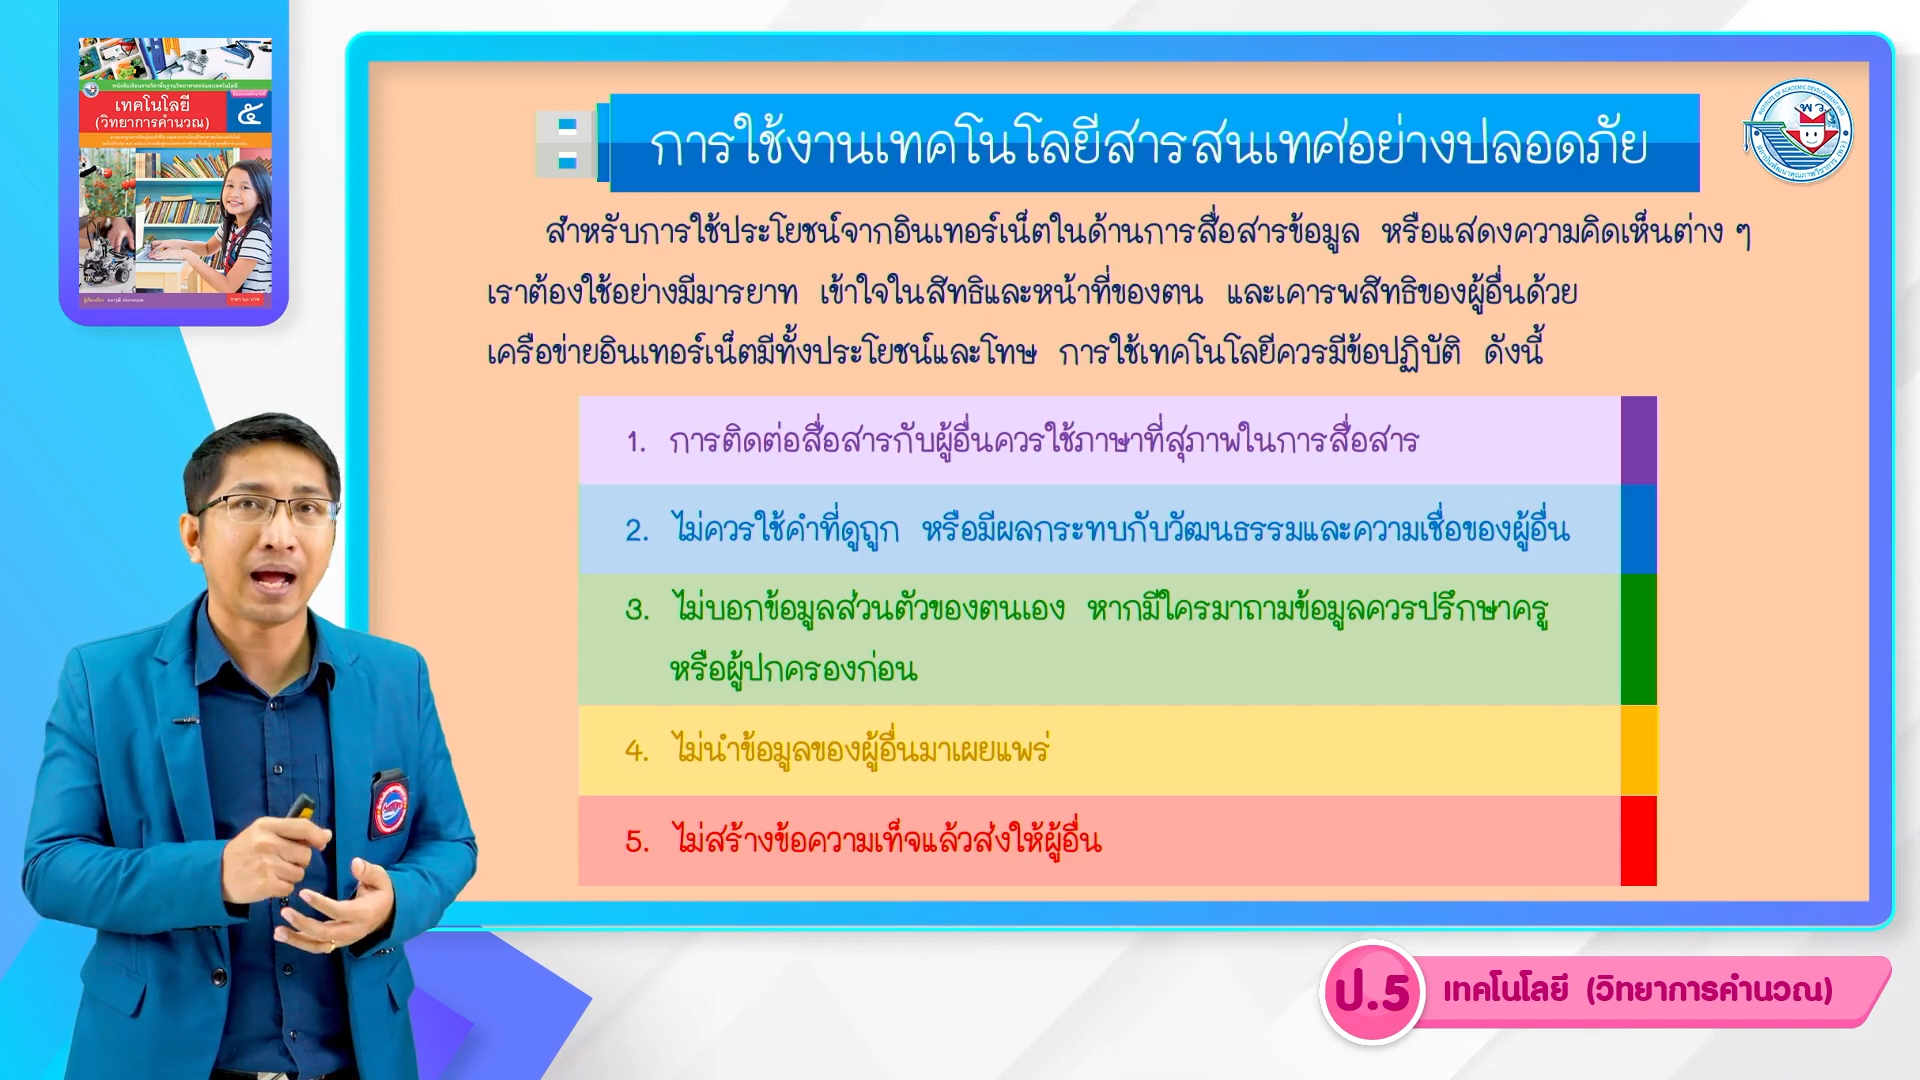 เทคโนโลยี
(วิทยาการคำนวณ)
๕
การใช้งานเทคโนโลยีสารสนเทศอย่างปลอดภัย
สำหรับการใช้ประโยชน์จากอินเทอร์เน็ตในด้านการสื่อสารข้อมูล หรือแสดงความคิดเห็นต่าง ๆ
เราต้องใช้อย่างมีมารยาท เข้าใจในสิทธิและหน้าที่ของตน และเคารพสิทธิของผู้อื่นด้วย
เครือข่ายอินเทอร์เน็ตมีทั้งประโยชน์และโทษ การใช้เทคโนโลยีควรมีข้อปฏิบัติ ดังนี้
1. การติดต่อสื่อสารกับผู้อื่นควรใช้ภาษาที่สุภาพในการสื่อสาร
2. ไม่ควรใช้คำที่ดูถูก หรือมีผลกระทบกับวัฒนธรรมและความเชื่อของผู้อื่น
3. ไม่บอกข้อมูลส่วนตัวของตนเอง หากมีใครมาถามข้อมูลควรปรึกษาครู
หรือผู้ปกครองก่อน
4. ไม่นำข้อมูลของผู้อื่นมาเผยแพร่
5. ไม่สร้างข้อความเท็จแล้วส่งให้ผู้อื่น
ป.5 เทคโนโลยี (วิทยาการคำนวณ)